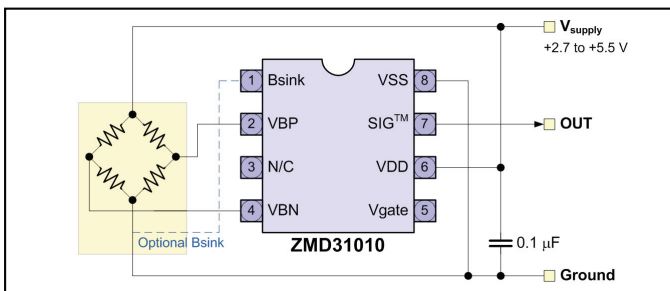 V supply
+2.7 to +5.5 V
1 Bsink VSS 8
2 VBP SIG™ 7 OUT
3 N/C VDD 6
4 VBN Vgate 5
Optional Bsink
ZMD31010
0.1 µF
Ground